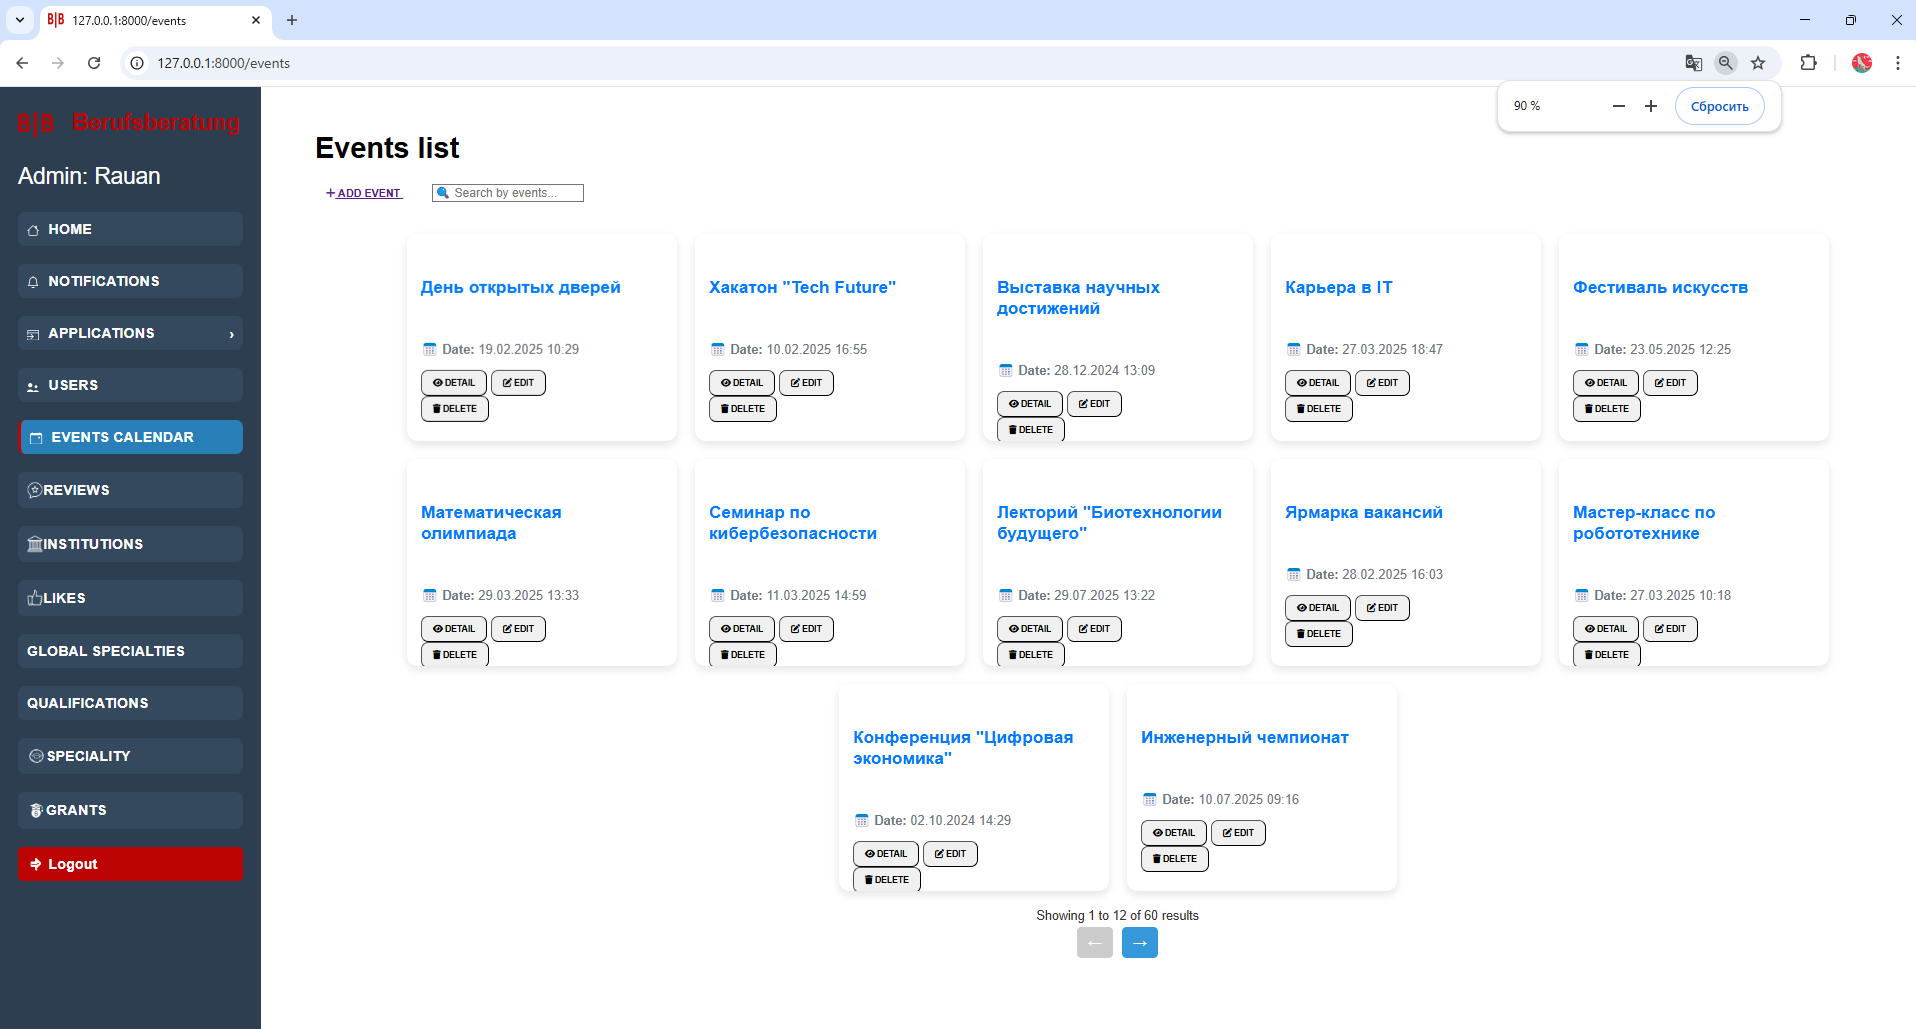 B|B 127.0.0.1:8000/events
127.0.0.1:8000/events
90 %
Сбросить
B|B Berufsberatung
Admin: Rauan
HOME
NOTIFICATIONS
APPLICATIONS
USERS
EVENTS CALENDAR
REVIEWS
INSTITUTIONS
LIKES
GLOBAL SPECIALTIES
QUALIFICATIONS
SPECIALITY
GRANTS
Logout
Events list
+ ADD EVENT
Search by events...
День открытых дверей
Date: 19.02.2025 10:29
DETAIL EDIT
DELETE
Хакатон "Tech Future"
Date: 10.02.2025 16:55
DETAIL EDIT
DELETE
Выставка научных
достижений
Date: 28.12.2024 13:09
DETAIL EDIT
DELETE
Карьера в IT
Date: 27.03.2025 18:47
DETAIL EDIT
DELETE
Фестиваль искусств
Date: 23.05.2025 12:25
DETAIL EDIT
DELETE
Математическая
олимпиада
Date: 29.03.2025 13:33
DETAIL EDIT
DELETE
Семинар по
кибербезопасности
Date: 11.03.2025 14:59
DETAIL EDIT
DELETE
Лекторий "Биотехнологии
будущего"
Date: 29.07.2025 13:22
DETAIL EDIT
DELETE
Ярмарка вакансий
Date: 28.02.2025 16:03
DETAIL EDIT
DELETE
Мастер-класс по
робототехнике
Date: 27.03.2025 10:18
DETAIL EDIT
DELETE
Конференция "Цифровая
экономика"
Date: 02.10.2024 14:29
DETAIL EDIT
DELETE
Инженерный чемпионат
Date: 10.07.2025 09:16
DETAIL EDIT
DELETE
Showing 1 to 12 of 60 results
← →